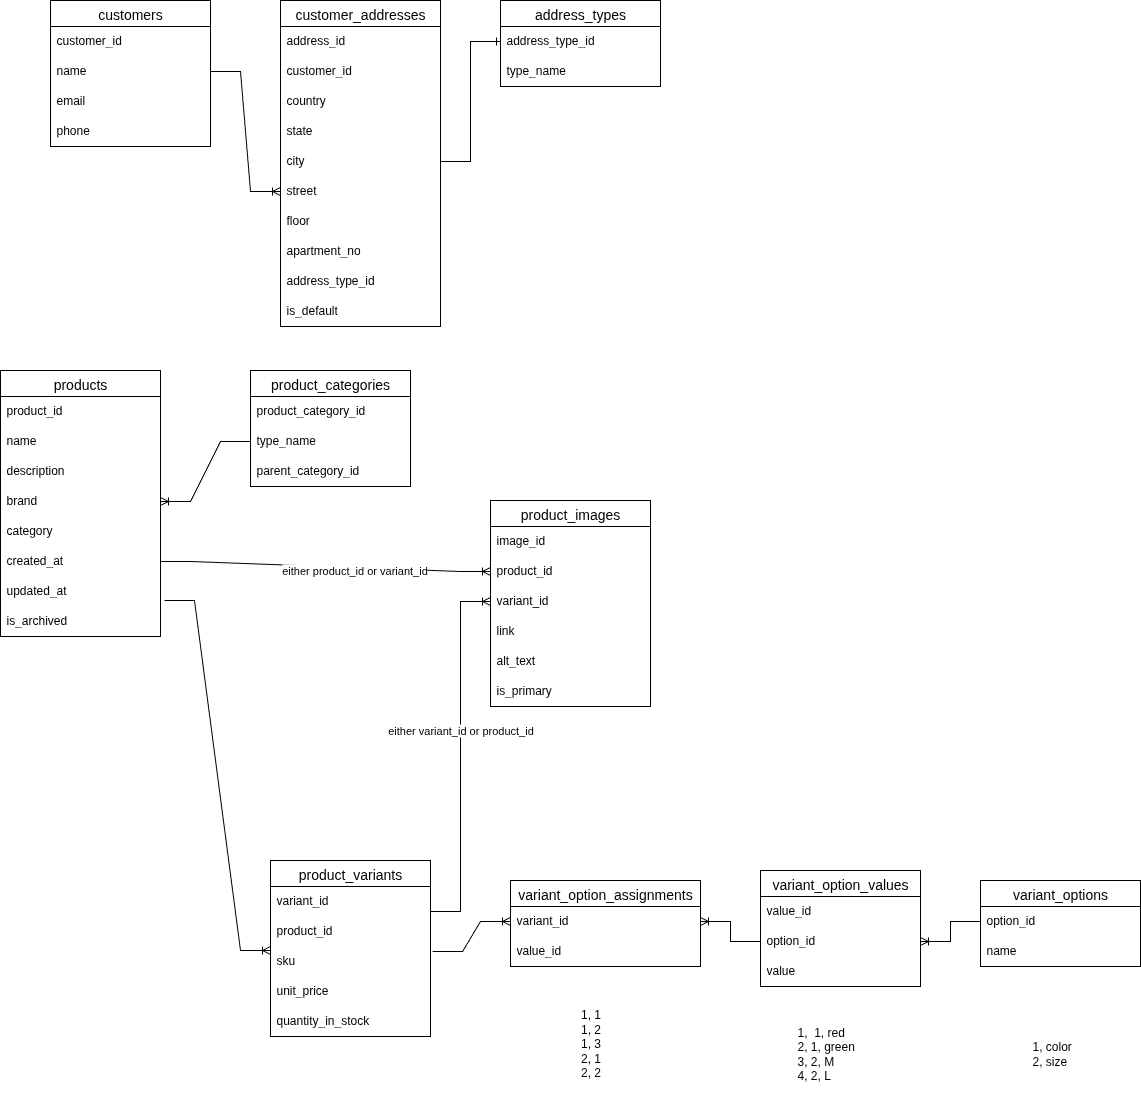 customers
customer_id
name
email
phone
customer_addresses
address_id
customer_id
country
state
city
street
floor
apartment_no
address_type_id
is_default
address_types
address_type_id
type_name
products
product_id
name
description
brand
category
created_at
updated_at
is_archived
product_categories
product_category_id
type_name
parent_category_id
either product_id or variant_id
product_images
image_id
product_id
variant_id
link
alt_text
is_primary
either variant_id or product_id
product_variants
variant_id
product_id
sku
unit_price
quantity_in_stock
variant_option_assignments
variant_id
value_id
1, 1
1, 2
1, 3
2, 1
2, 2
variant_option_values
value_id
option_id
value
1, 1, red
2, 1, green
3, 2, M
4, 2, L
variant_options
option_id
name
1, color
2, size